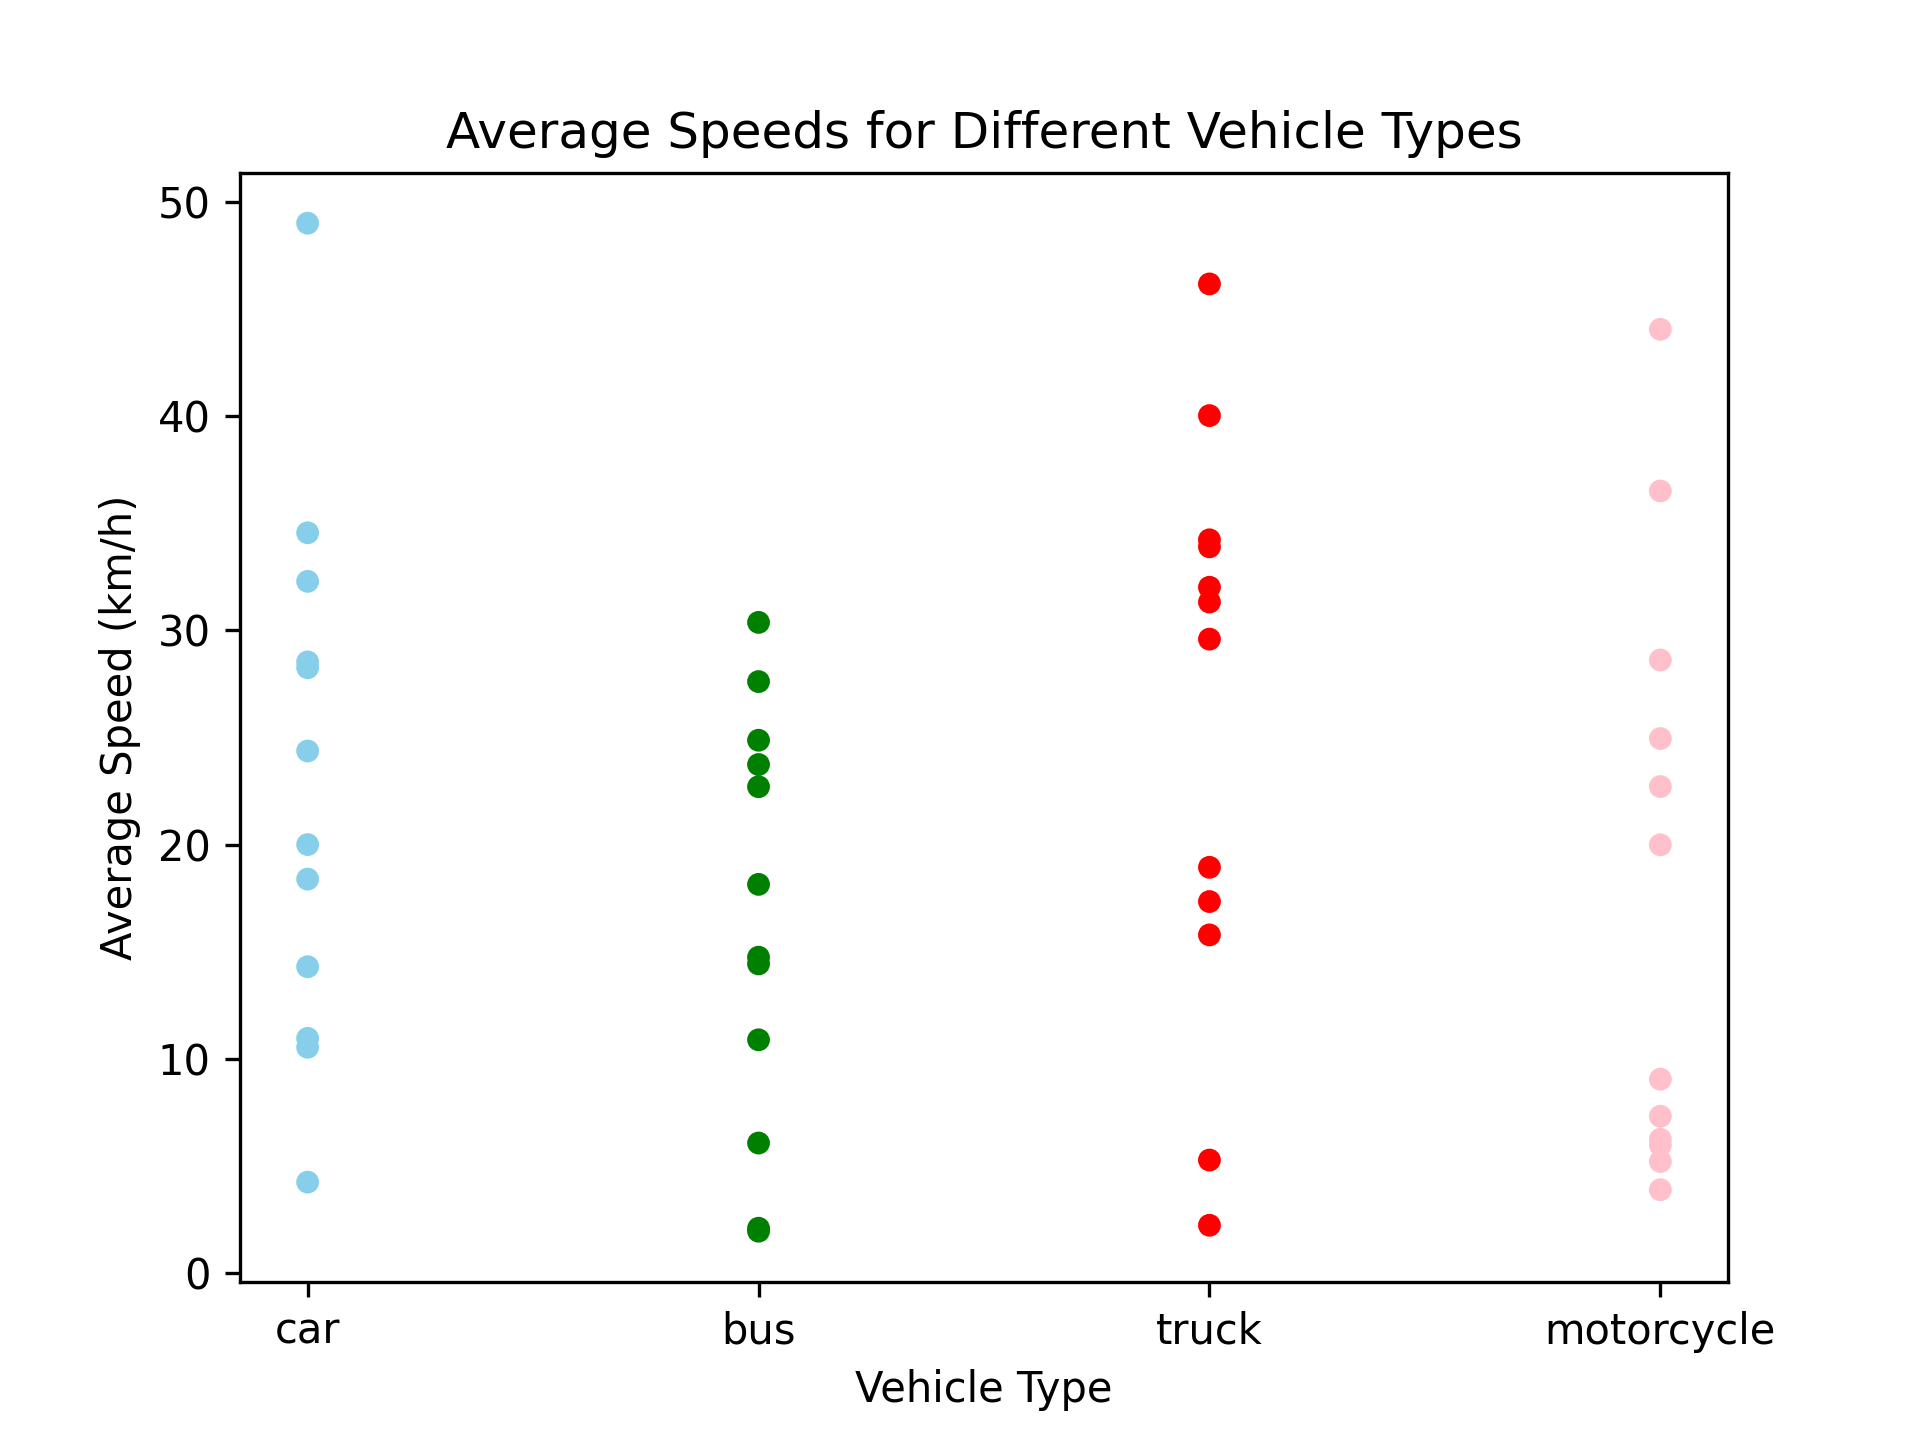 Average Speeds for Different Vehicle Types
Average Speed (km/h)
50
40
30
20
10
0
car bus truck motorcycle
Vehicle Type